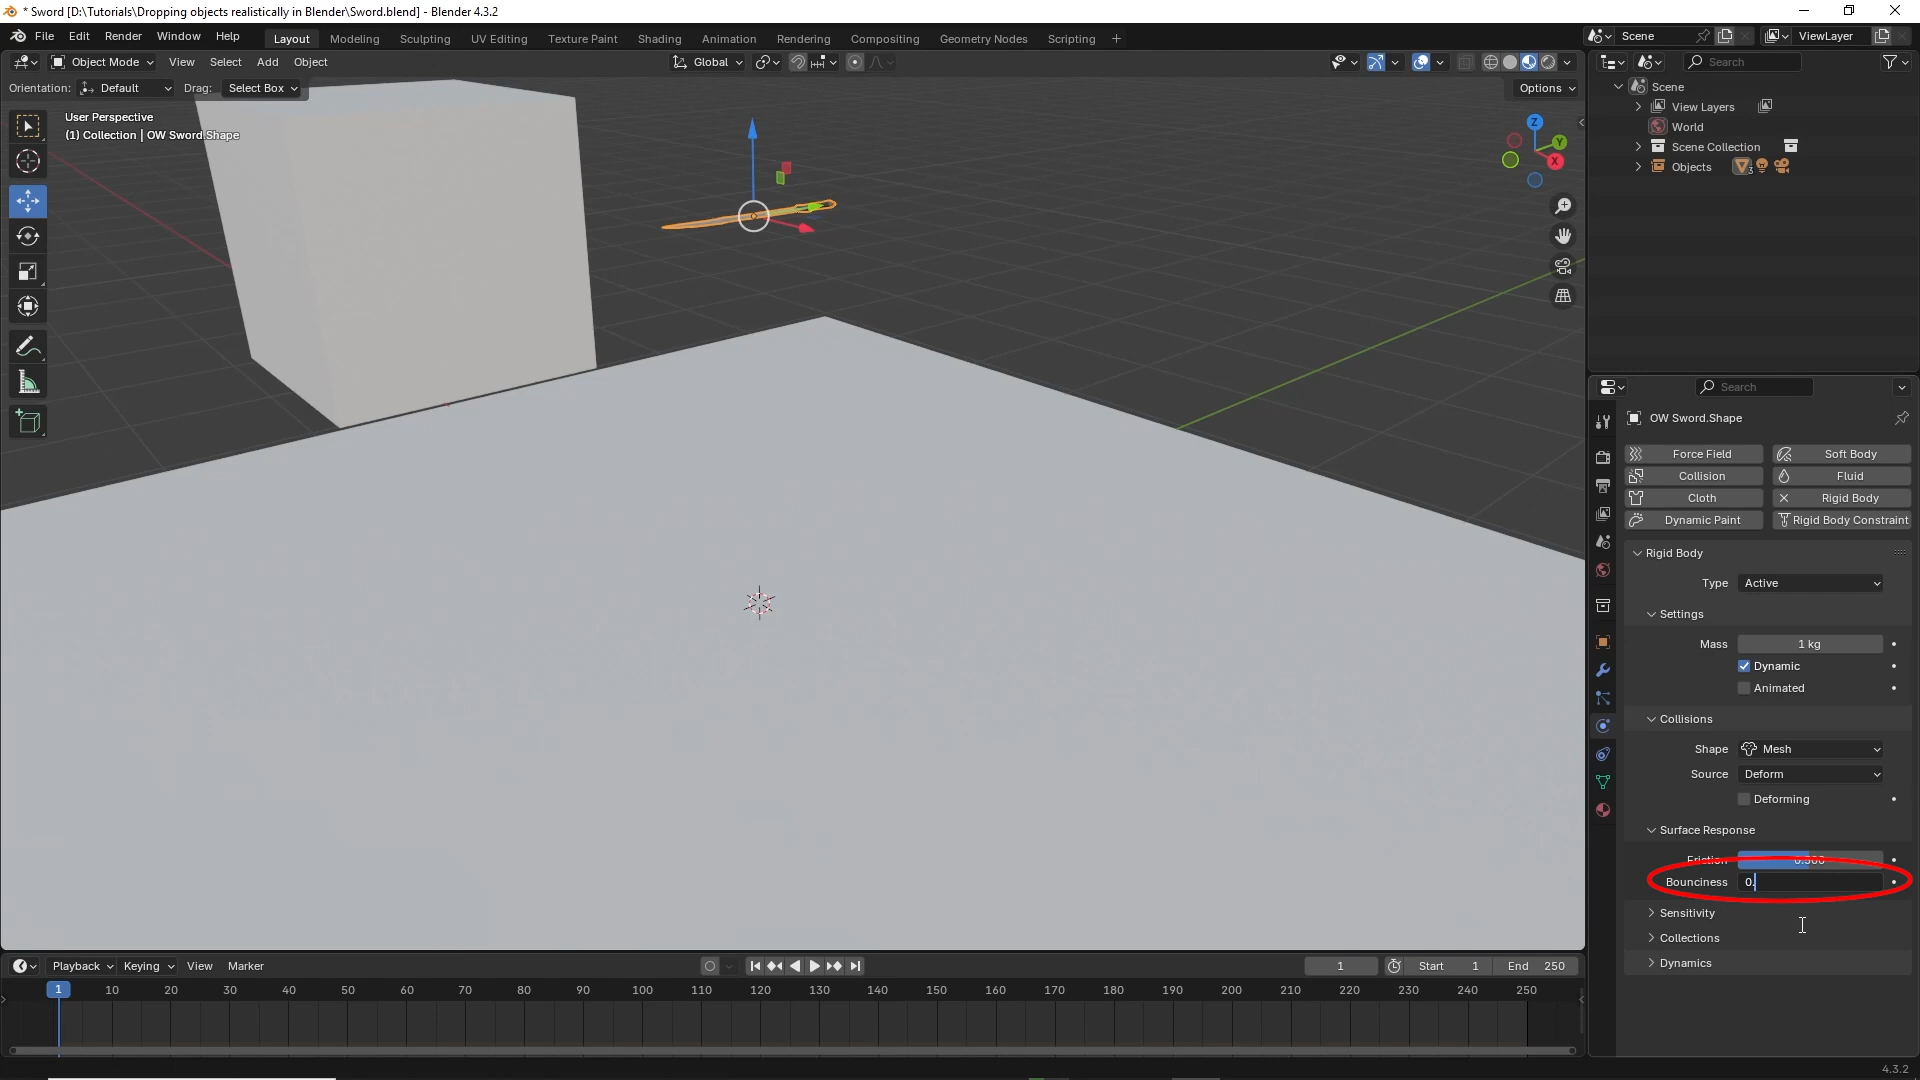 * Sword [D:\Tutorials\Dropping objects realistically in Blender\Sword.blend] - Blender 4.3.2
File Edit Render Window Help Layout Modeling Sculpting UV Editing Texture Paint Shading Animation Rendering Compositing Geometry Nodes Scripting + Scene ViewLayer
Object Mode View Select Add Object Global Search
Orientation: Default Drag: Select Box Options
User Perspective
(1) Collection | OW Sword.Shape
Z
Y
X
Scene
View Layers
World
Scene Collection
Objects 3
Search
OW Sword.Shape
Force Field Soft Body
Collision Fluid
Cloth Rigid Body
Dynamic Paint Rigid Body Constraint
Rigid Body
Type Active
Settings
Mass 1 kg
Dynamic
Animated
Collisions
Shape Mesh
Source Deform
Deforming
Surface Response
Friction 0.500
Bounciness 0.
Sensitivity
Collections
Dynamics
Playback Keying View Marker 1 Start 1 End 250
1 10 20 30 40 50 60 70 80 90 100 110 120 130 140 150 160 170 180 190 200 210 220 230 240 250
4.3.2